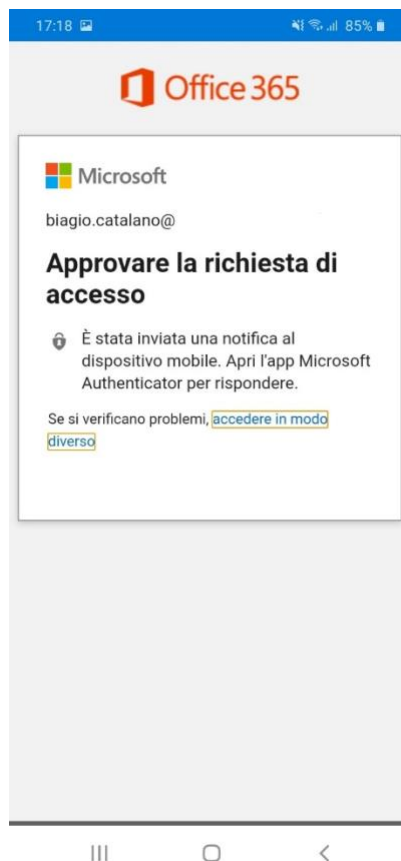 17:18 85%
Office 365
Microsoft
biagio.catalano@
Approvare la richiesta di
accesso
È stata inviata una notifica al
dispositivo mobile. Apri l'app Microsoft
Authenticator per rispondere.
Se si verificano problemi, accedere in modo
diverso